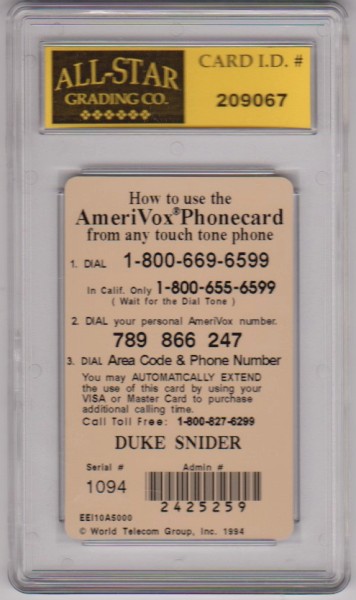 ALL-STAR
GRADING CO.
CARD I.D. #
209067
How to use the
AmeriVox® Phonecard
from any touch tone phone
1. DIAL 1-800-669-6599
In Calif. Only 1-800-655-6599
( Wait for the Dial Tone )
2. DIAL your personal AmeriVox number.
789 866 247
3. DIAL Area Code & Phone Number
You may AUTOMATICALLY EXTEND
the use of this card by using your
VISA or Master Card to purchase
additional calling time.
Call Toll Free: 1-800-827-6299
DUKE SNIDER
Serial # Admin #
1094
2425259
EEI10A5000
© World Telecom Group, Inc. 1994